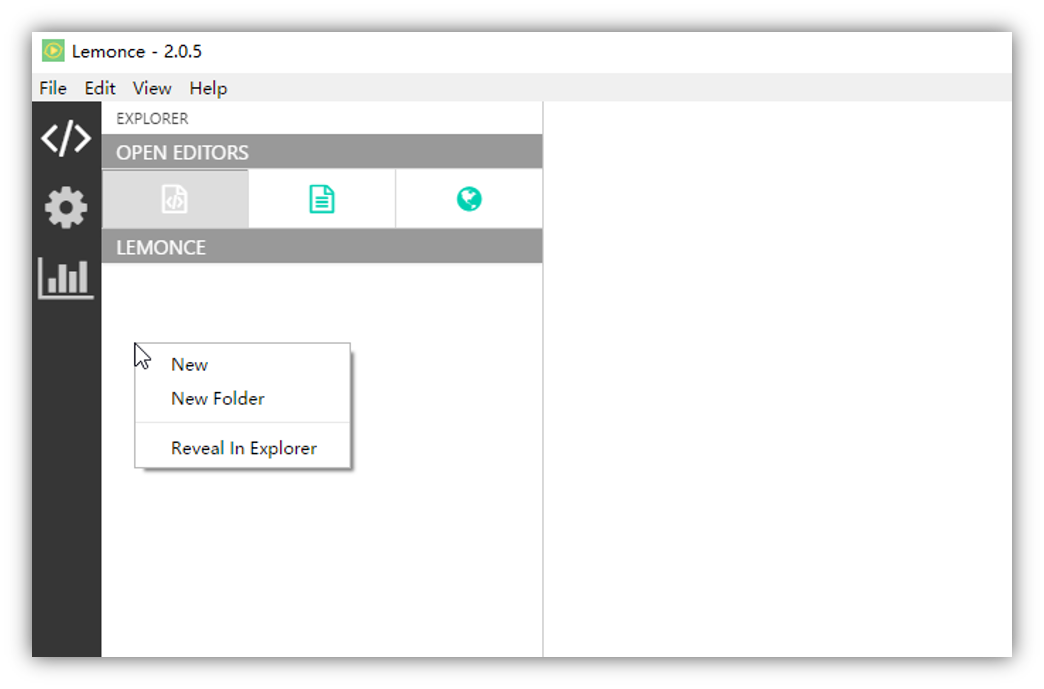 Lemonce - 2.0.5
File Edit View Help
EXPLORER
OPEN EDITORS
LEMONCE
New
New Folder
Reveal In Explorer